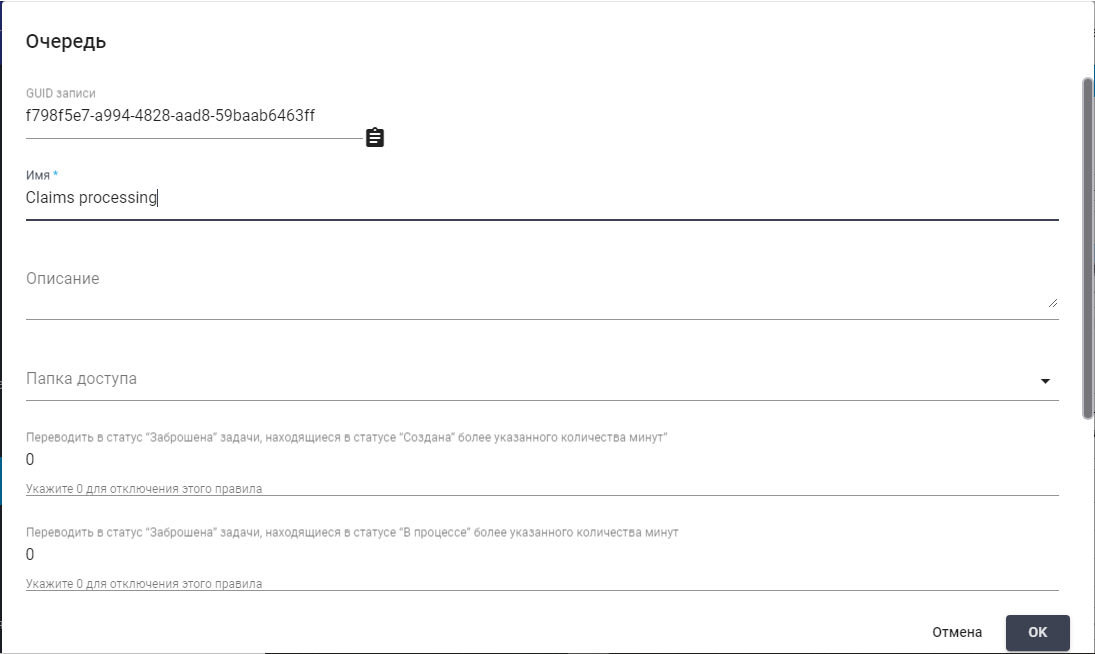 Очередь
GUID записи
f798f5e7-a994-4828-aad8-59baab6463ff
Имя *
Claims processing
Описание
Папка доступа
Переводить в статус “Заброшена” задачи, находящиеся в статусе “Создана” более указанного количества минут”
0
Укажите 0 для отключения этого правила
Переводить в статус “Заброшена” задачи, находящиеся в статусе “В процессе” более указанного количества минут
0
Укажите 0 для отключения этого правила
Отмена
OK